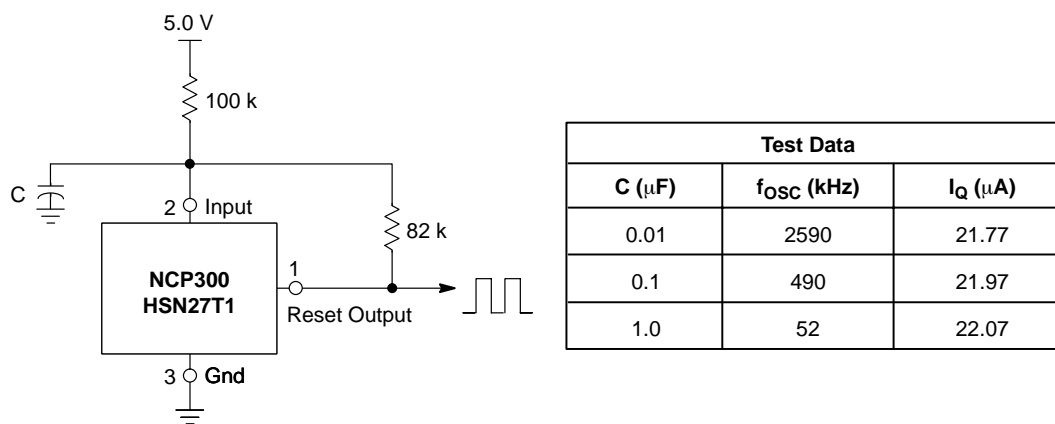 5.0 V
100 k
C
2 Input
82 k
NCP300
HSN27T1
1
Reset Output
3 Gnd
Test Data
C (μF) fOSC (kHz) IQ (μA)
0.01 2590 21.77
0.1 490 21.97
1.0 52 22.07